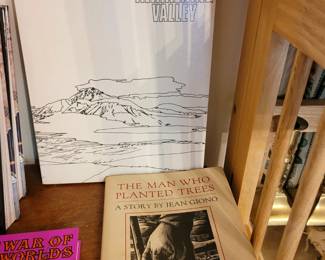 VALLEY
THE MAN WHO
PLANTED TREES
A STORY BY JEAN GIONO
WAR OF
WORLDS